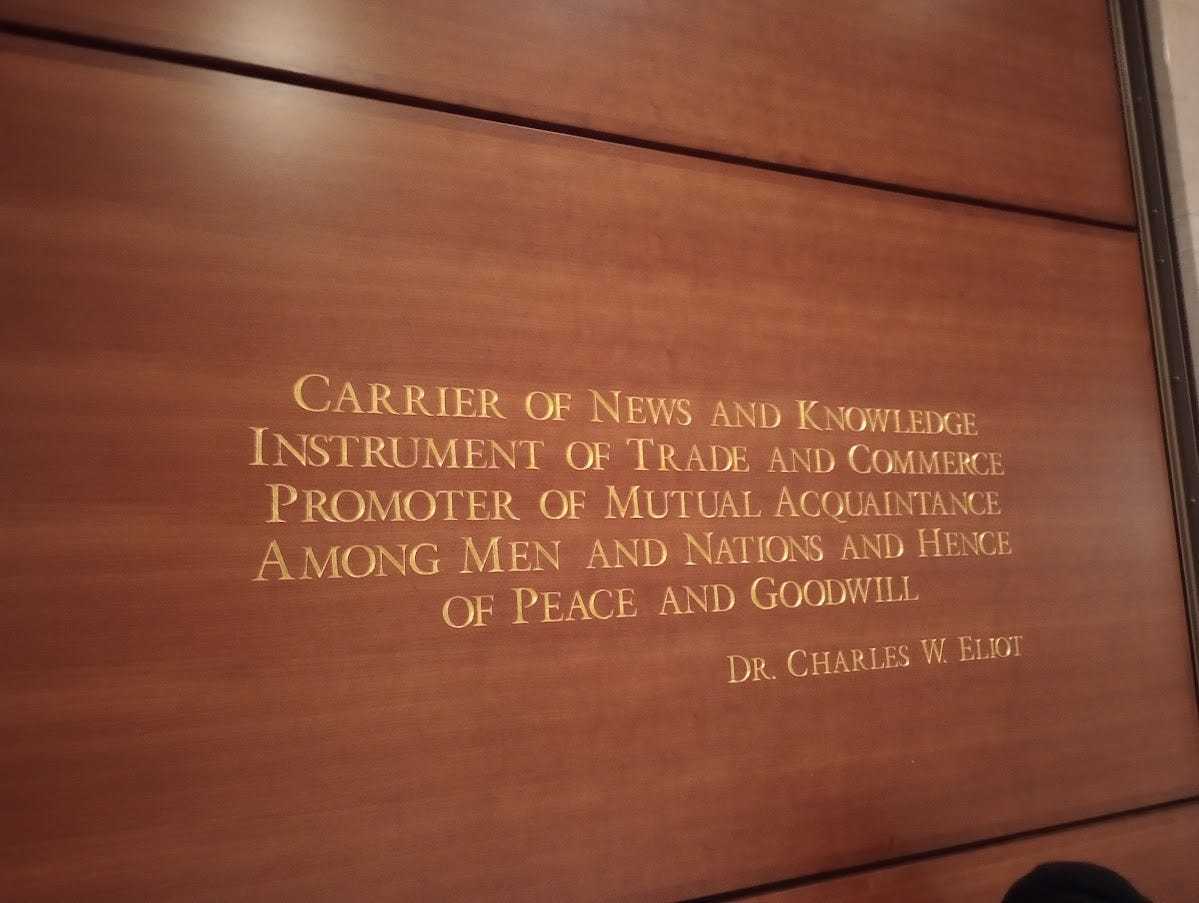 Carrier of News and Knowledge
Instrument of Trade and Commerce
Promoter of Mutual Acquaintance
Among Men and Nations and Hence
of Peace and Goodwill
Dr. Charles W. Eliot